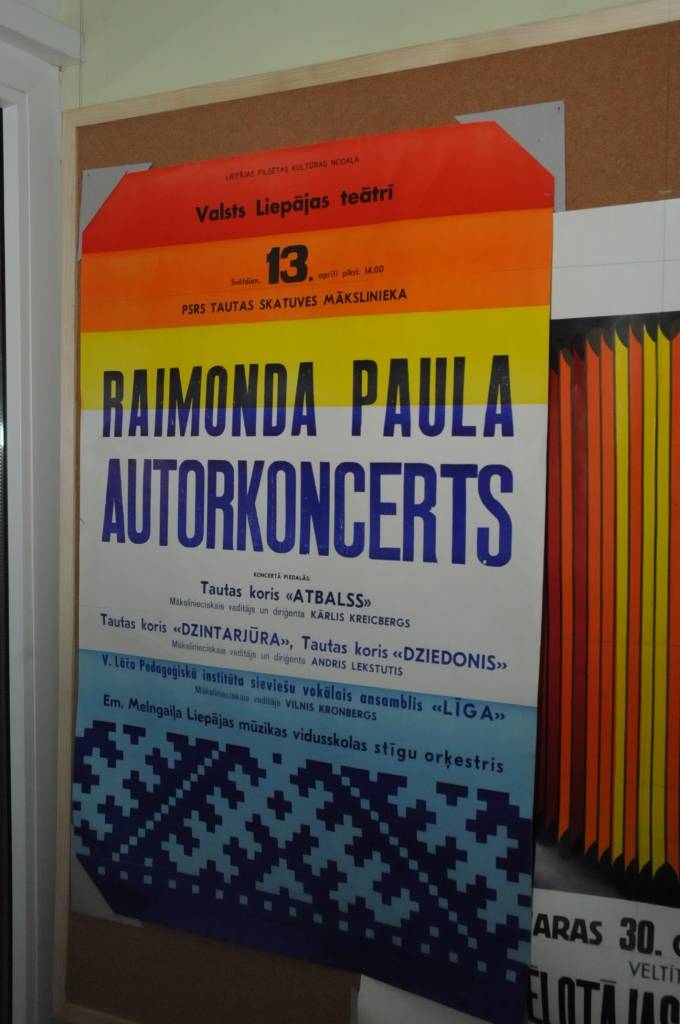 LIEPĀJAS PILSĒTAS KULTŪRAS NODAĻA
Valsts Liepājas teātrī
Svētdien, 13. aprīlī plkst. 14.00
PSRS TAUTAS SKATUVES MĀKSLINIEKA
RAIMONDA PAULA
AUTORKONCERTS
KONCERTĀ PIEDALĀS:
Tautas koris «ATBALSS»
Mākslinieciskais vadītājs un diriģents KĀRLIS KREICBERGS
Tautas koris «DZINTARJŪRA», Tautas koris «DZIEDONIS»
Mākslinieciskais vadītājs un diriģents ANDRIS LEKSTUTIS
V. Lāča Pedagoģiskā institūta sieviešu vokālais ansamblis «LĪGA»
Mākslinieciskais vadītājs VILNIS KRONBERGS
Em. Melngaiļa Liepājas mūzikas vidusskolas stīgu orķestris
ARAS 30.
VELTĪT
ELOTĀJAS